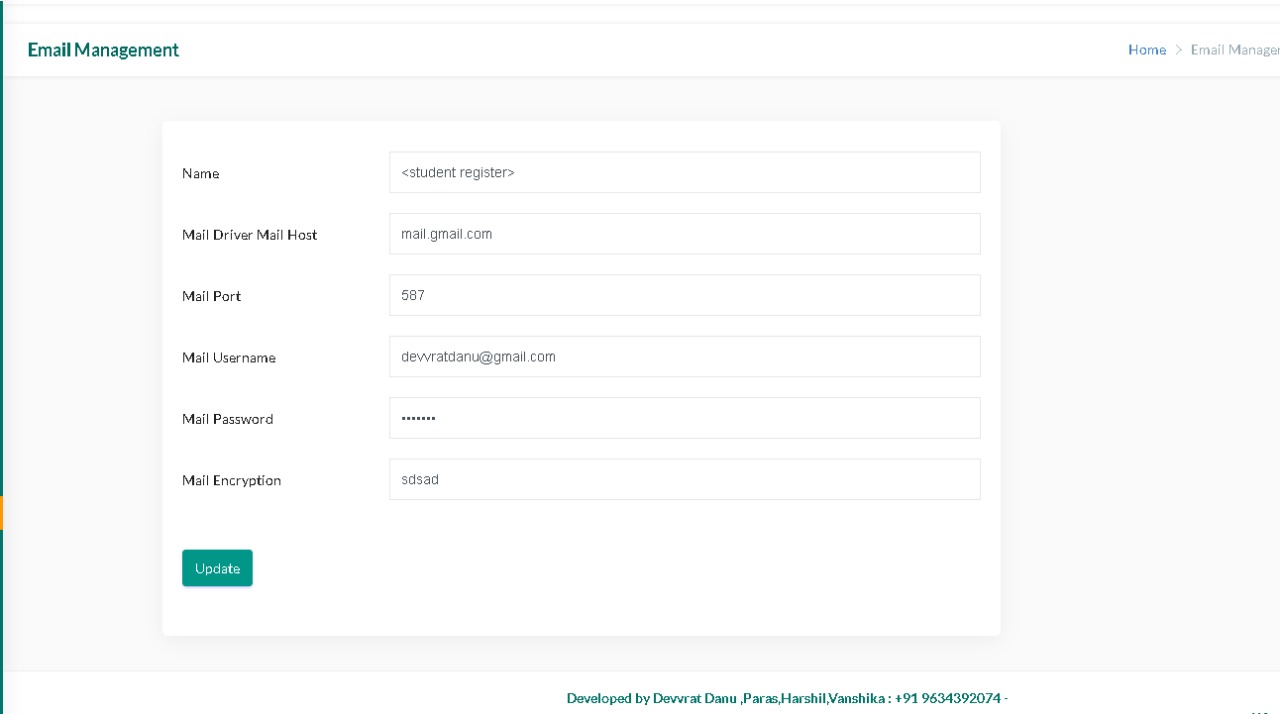 Email Management
Home > Email Manager
Name <student register>
Mail Driver Mail Host mail.gmail.com
Mail Port 587
Mail Username devvratdanu@gmail.com
Mail Password •••••••
Mail Encryption sdsad
Update
Developed by Devvrat Danu ,Paras,Harshil,Vanshika : +91 9634392074 -